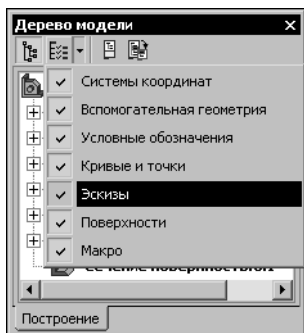 Дерево модели
Системы координат
Вспомогательная геометрия
Условные обозначения
Кривые и точки
Эскизы
Поверхности
Макро
Построение